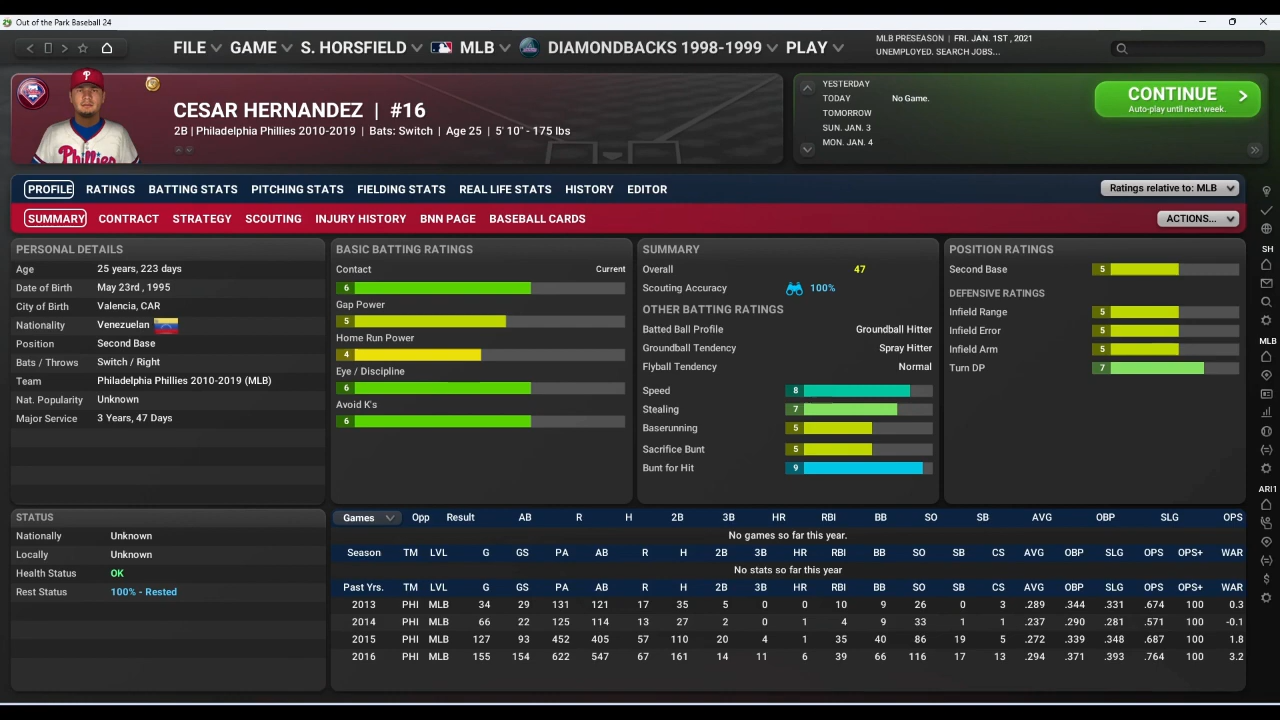 Out of the Park Baseball 24
FILE GAME S. HORSFIELD MLB DIAMONDBACKS 1998-1999 PLAY
MLB PRESEASON | FRI. JAN. 1ST , 2021
UNEMPLOYED. SEARCH JOBS...
CESAR HERNANDEZ | #16
2B | Philadelphia Phillies 2010-2019 | Bats: Switch | Age 25 | 5' 10" - 175 lbs
Phillies
YESTERDAY
TODAY No Game.
TOMORROW
SUN. JAN. 3
MON. JAN. 4
CONTINUE
Auto-play until next week.
PROFILE RATINGS BATTING STATS PITCHING STATS FIELDING STATS REAL LIFE STATS HISTORY EDITOR
Ratings relative to: MLB
SUMMARY CONTRACT STRATEGY SCOUTING INJURY HISTORY BNN PAGE BASEBALL CARDS
ACTIONS...
PERSONAL DETAILS
Age 25 years, 223 days
Date of Birth May 23rd , 1995
City of Birth Valencia, CAR
Nationality Venezuelan
Position Second Base
Bats / Throws Switch / Right
Team Philadelphia Phillies 2010-2019 (MLB)
Nat. Popularity Unknown
Major Service 3 Years, 47 Days
BASIC BATTING RATINGS
Contact Current
6
Gap Power
5
Home Run Power
4
Eye / Discipline
6
Avoid K's
6
SUMMARY
Overall 47
Scouting Accuracy 100%
OTHER BATTING RATINGS
Batted Ball Profile Groundball Hitter
Groundball Tendency Spray Hitter
Flyball Tendency Normal
Speed 8
Stealing 7
Baserunning 5
Sacrifice Bunt 5
Bunt for Hit 9
POSITION RATINGS
Second Base 5
DEFENSIVE RATINGS
Infield Range 5
Infield Error 5
Infield Arm 5
Turn DP 7
SH
MLB
ARI1
STATUS
Nationally Unknown
Locally Unknown
Health Status OK
Rest Status 100% - Rested
Games Opp Result AB R H 2B 3B HR RBI BB SO SB AVG OBP SLG OPS
No games so far this year.
Season TM LVL G GS PA AB R H 2B 3B HR RBI BB SO SB CS AVG OBP SLG OPS OPS+ WAR
No stats so far this year
Past Yrs. TM LVL G GS PA AB R H 2B 3B HR RBI BB SO SB CS AVG OBP SLG OPS OPS+ WAR
2013 PHI MLB 34 29 131 121 17 35 5 0 0 10 9 26 0 3 .289 .344 .331 .674 100 0.3
2014 PHI MLB 66 22 125 114 13 27 2 0 1 4 9 33 1 1 .237 .290 .281 .571 100 -0.1
2015 PHI MLB 127 93 452 405 57 110 20 4 1 35 40 86 19 5 .272 .339 .348 .687 100 1.8
2016 PHI MLB 155 154 622 547 67 161 14 11 6 39 66 116 17 13 .294 .371 .393 .764 100 3.2